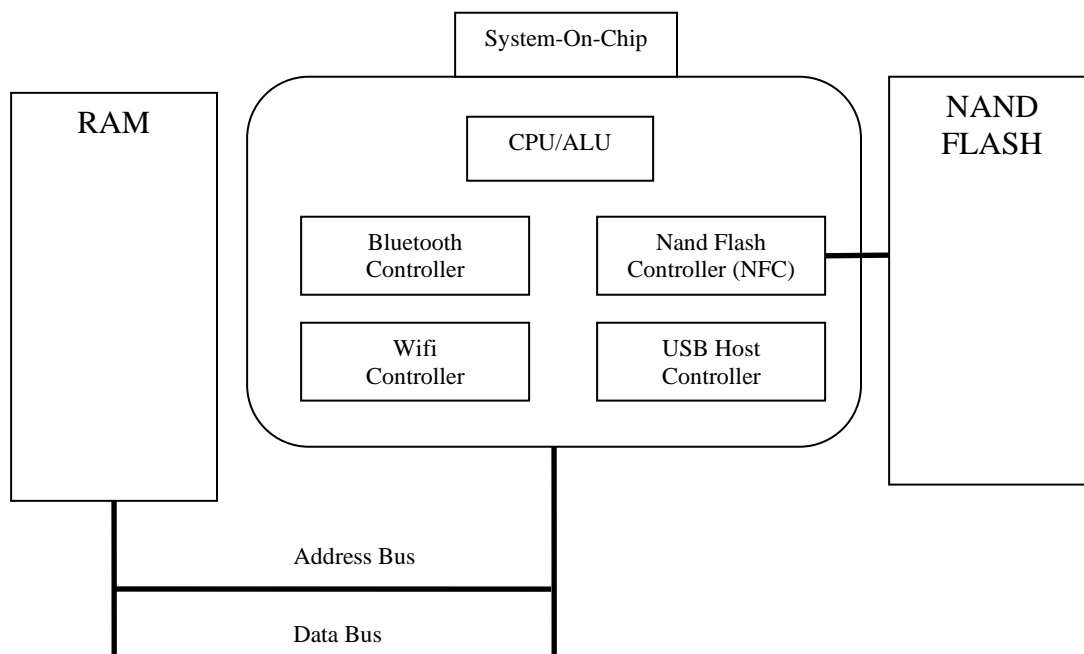 System-On-Chip
RAM
NAND
FLASH
CPU/ALU
Bluetooth
Controller
Nand Flash
Controller (NFC)
Wifi
Controller
USB Host
Controller
Address Bus
Data Bus